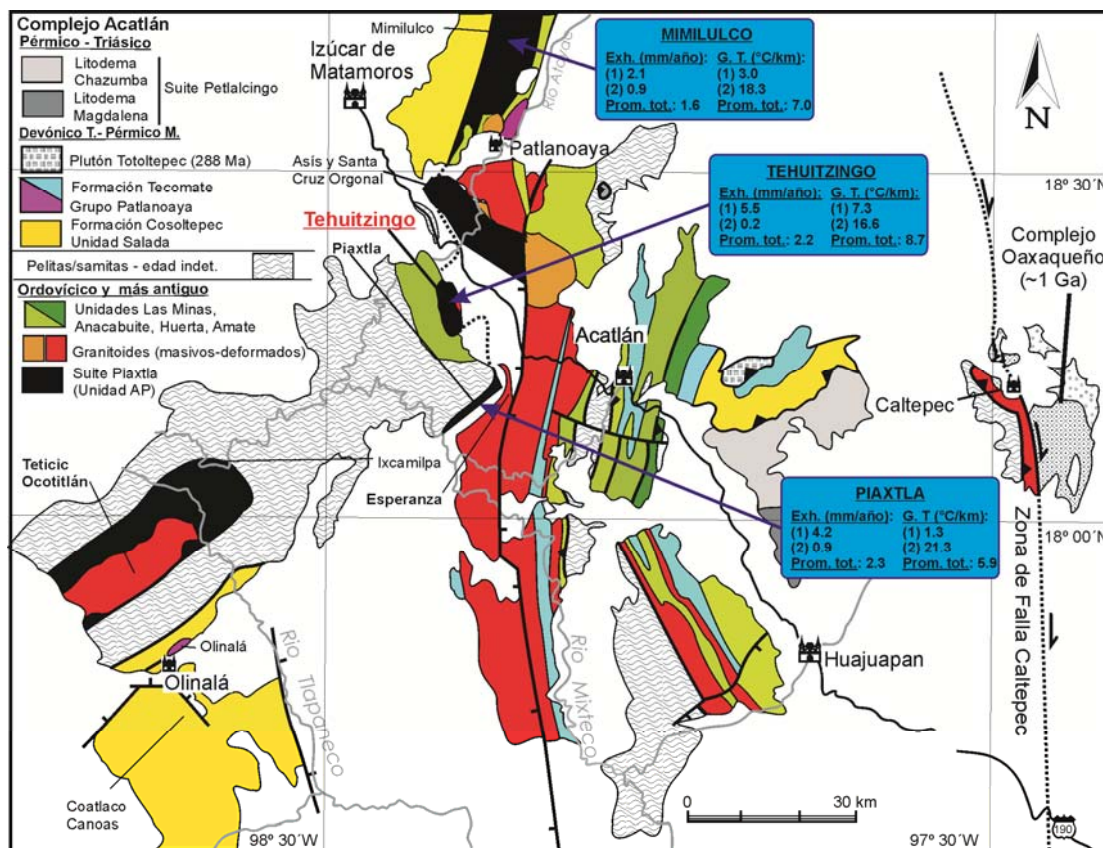 Complejo Acatlán
Pérmico - Triásico
Litodema
Chazumba
Litodema
Magdalena
Suite Petlalcingo
Devónico T.- Pérmico M.
Plutón Totoltepec (288 Ma)
Formación Tecomate
Grupo Patlanoaya
Formación Cosoltepec
Unidad Salada
Pelitas/samitas - edad indet.
Ordovícico y más antiguo
Unidades Las Minas,
Anacabuite, Huerta, Amate
Granitoides (masivos-deformados)
Suite Piaxtla
(Unidad AP)
Mimilulco
Izúcar de
Matamoros
Rio Atoyac
MIMILULCO
Exh. (mm/año): G. T. (°C/km):
(1) 2.1 (1) 3.0
(2) 0.9 (2) 18.3
Prom. tot.: 1.6 Prom. tot.: 7.0
N
Patlanoaya
Asís y Santa
Cruz Orgonal
18º 30´N
Tehuitzingo
Piaxtla
TEHUITZINGO
Exh. (mm/año): G. T. (°C/km):
(1) 5.5 (1) 7.3
(2) 0.2 (2) 16.6
Prom. tot.: 2.2 Prom. tot.: 8.7
Complejo
Oaxaqueño
(~1 Ga)
Acatlán
Caltepec
Ixcamilpa
Teticic
Ocotitlán
Esperanza
PIAXTLA
Exh. (mm/año): G. T (°C/km):
(1) 4.2 (1) 1.3
(2) 0.9 (2) 21.3
Prom. tot.: 2.3 Prom. tot.: 5.9
18º 00´N
Zona de Falla Caltepec
Olinalá
Olinalá
Rio Tlapaneco
Rio Mixteco
Huajuapan
Coatlaco
Canoas
0 30 km
190
98º 30´W
97º 30´W